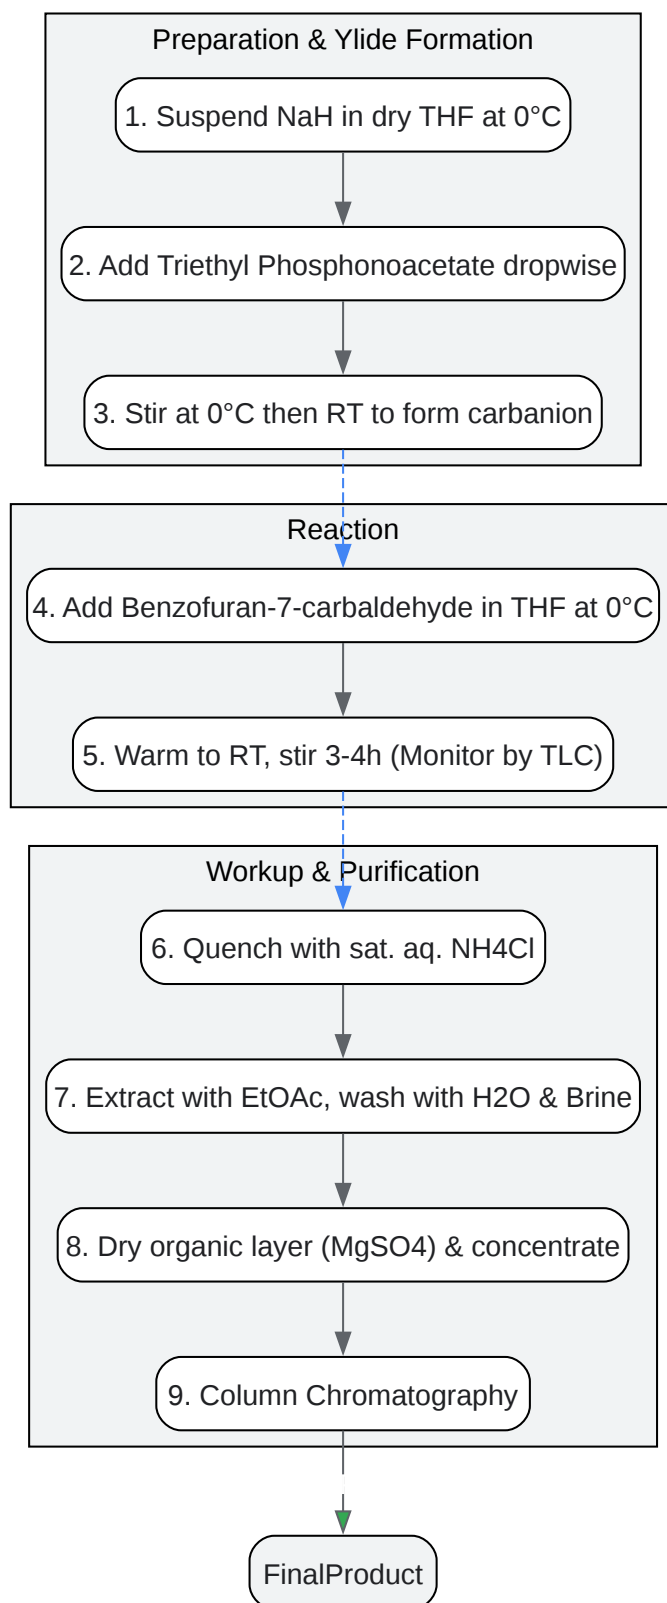 Preparation & Ylide Formation
1. Suspend NaH in dry THF at 0°C
2. Add Triethyl Phosphonoacetate dropwise
3. Stir at 0°C then RT to form carbanion
Reaction
4. Add Benzofuran-7-carbaldehyde in THF at 0°C
5. Warm to RT, stir 3-4h (Monitor by TLC)
Workup & Purification
6. Quench with sat. aq. NH4Cl
7. Extract with EtOAc, wash with H2O & Brine
8. Dry organic layer (MgSO4) & concentrate
9. Column Chromatography
FinalProduct